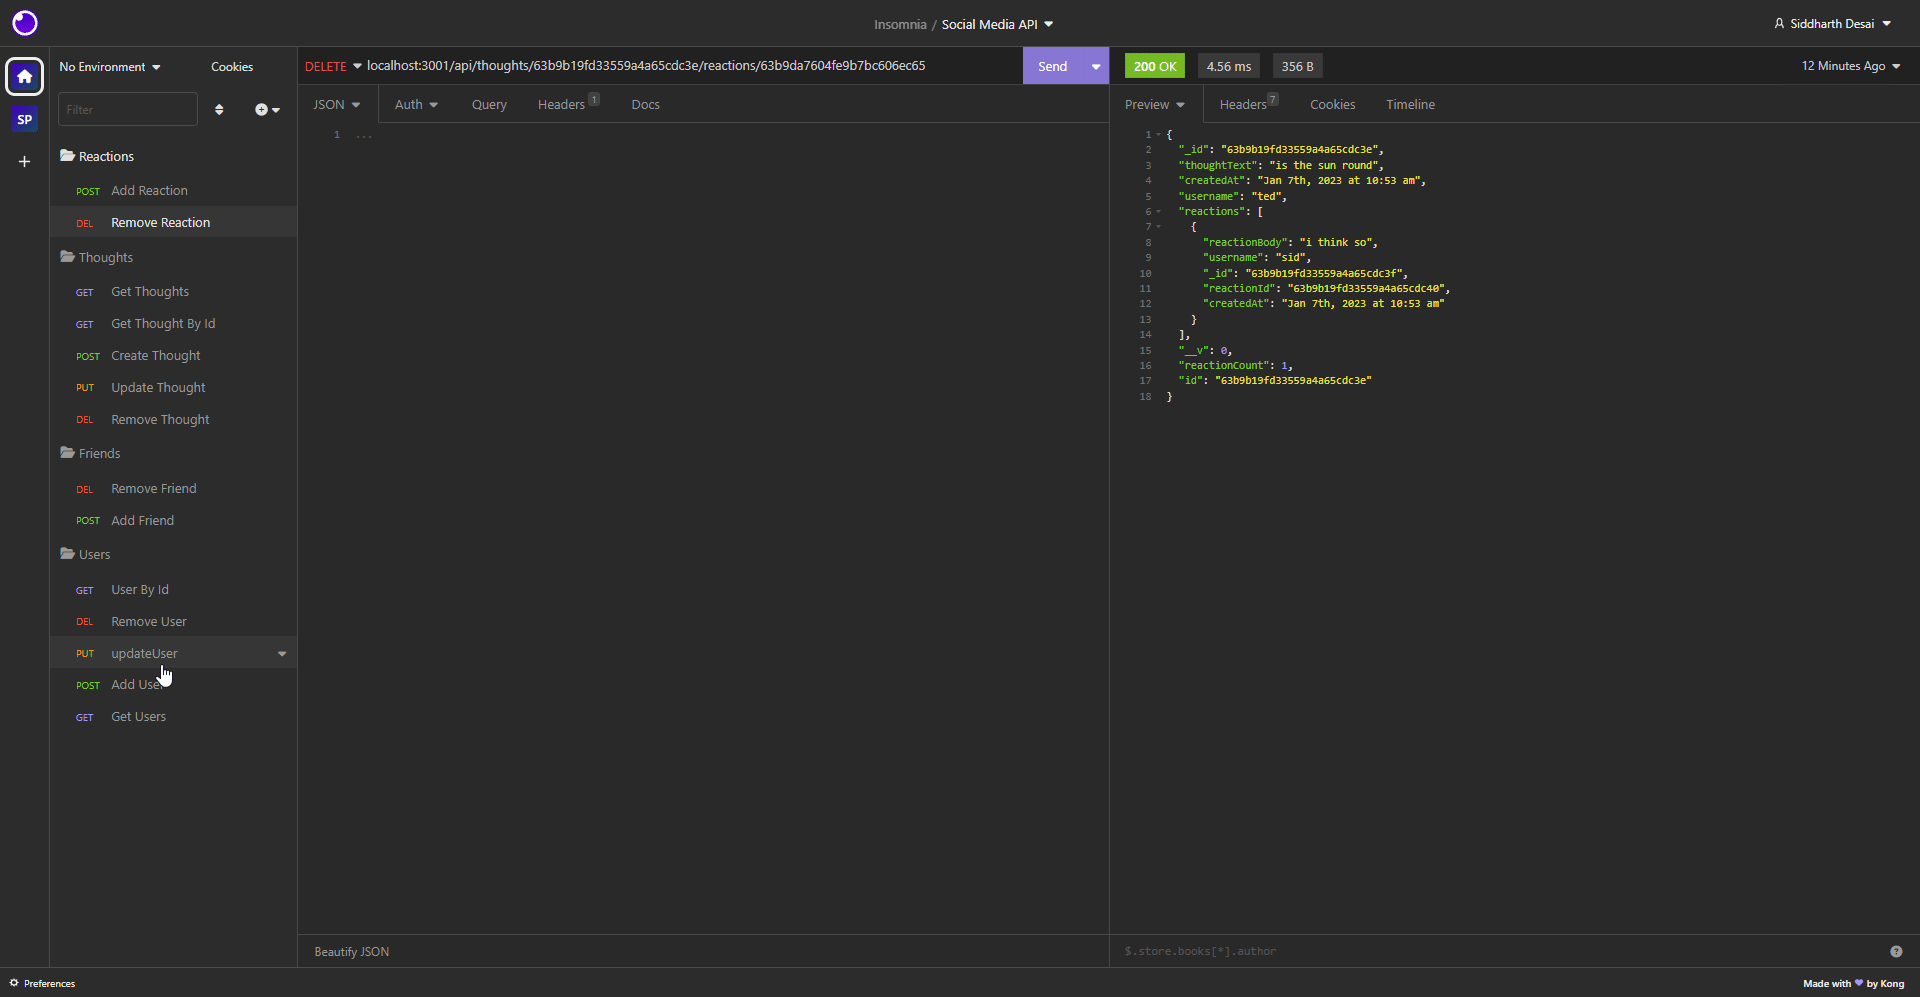 Insomnia / Social Media API
Siddharth Desai
SP
No Environment
Cookies
Filter
Reactions
POST Add Reaction
DEL Remove Reaction
Thoughts
GET Get Thoughts
GET Get Thought By Id
POST Create Thought
PUT Update Thought
DEL Remove Thought
Friends
DEL Remove Friend
POST Add Friend
Users
GET User By Id
DEL Remove User
PUT updateUser
POST Add User
GET Get Users
DELETE localhost:3001/api/thoughts/63b9b19fd33559a4a65cdc3e/reactions/63b9da7604fe9b7bc606ec65
Send
JSON Auth Query Headers 1 Docs
1 ...
Beautify JSON
200 OK 4.56 ms 356 B 12 Minutes Ago
Preview Headers 7 Cookies Timeline
1 {
2 "_id": "63b9b19fd33559a4a65cdc3e",
3 "thoughtText": "is the sun round",
4 "createdAt": "Jan 7th, 2023 at 10:53 am",
5 "username": "ted",
6 "reactions": [
7 {
8 "reactionBody": "i think so",
9 "username": "sid",
10 "_id": "63b9b19fd33559a4a65cdc3f",
11 "reactionId": "63b9b19fd33559a4a65cdc40",
12 "createdAt": "Jan 7th, 2023 at 10:53 am"
13 }
14 ],
15 "__v": 0,
16 "reactionCount": 1,
17 "id": "63b9b19fd33559a4a65cdc3e"
18 }
$.store.books[*].author
?
Preferences
Made with by Kong